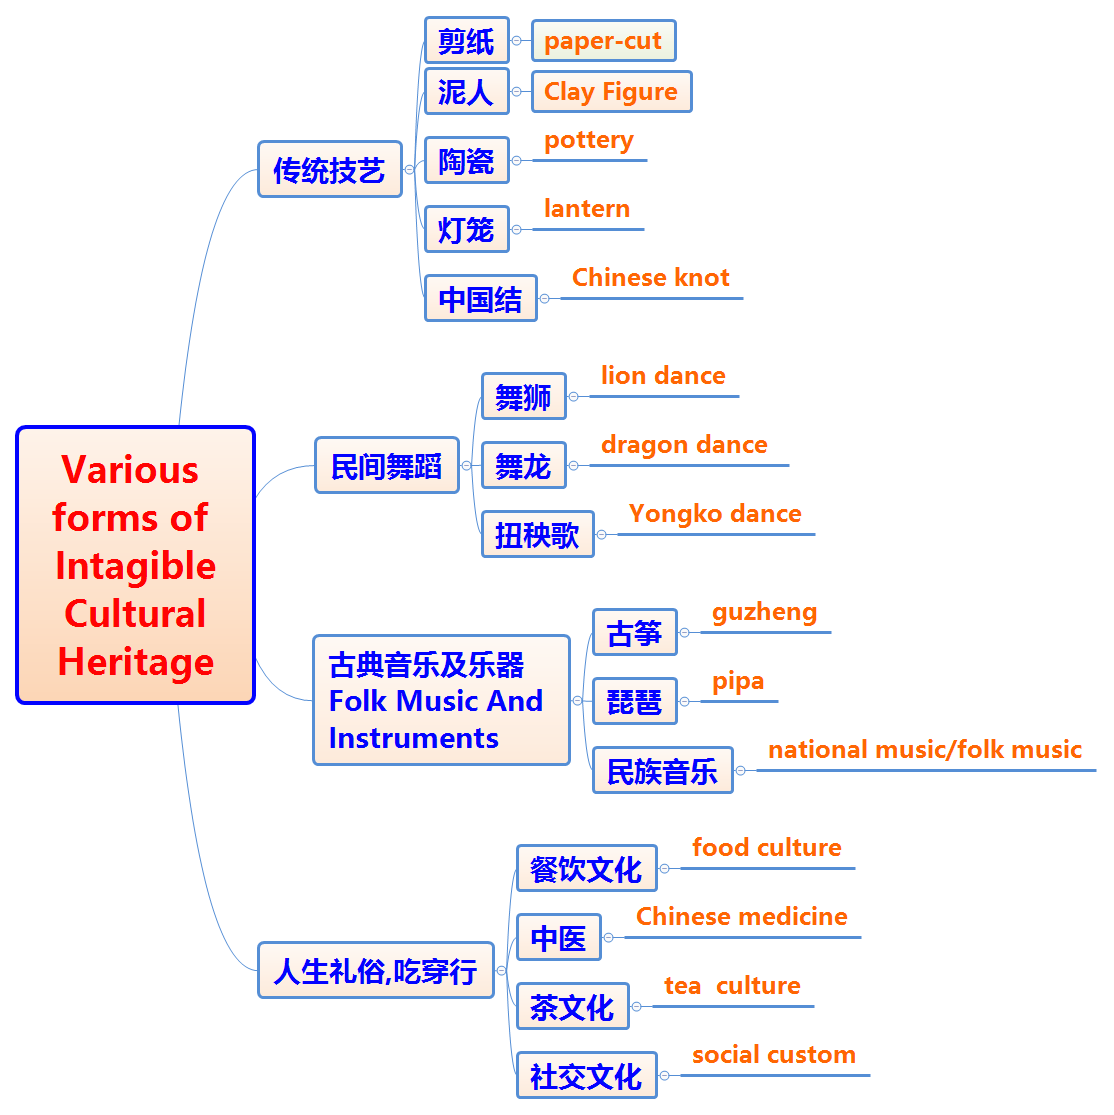 Various
forms of
Intagible
Cultural
Heritage
传统技艺
剪纸
paper-cut
泥人
Clay Figure
陶瓷
pottery
灯笼
lantern
中国结
Chinese knot
民间舞蹈
舞狮
lion dance
舞龙
dragon dance
扭秧歌
Yongko dance
古典音乐及乐器
Folk Music And
Instruments
古筝
guzheng
琵琶
pipa
民族音乐
national music/folk music
人生礼俗,吃穿行
餐饮文化
food culture
中医
Chinese medicine
茶文化
tea  culture
社交文化
social custom